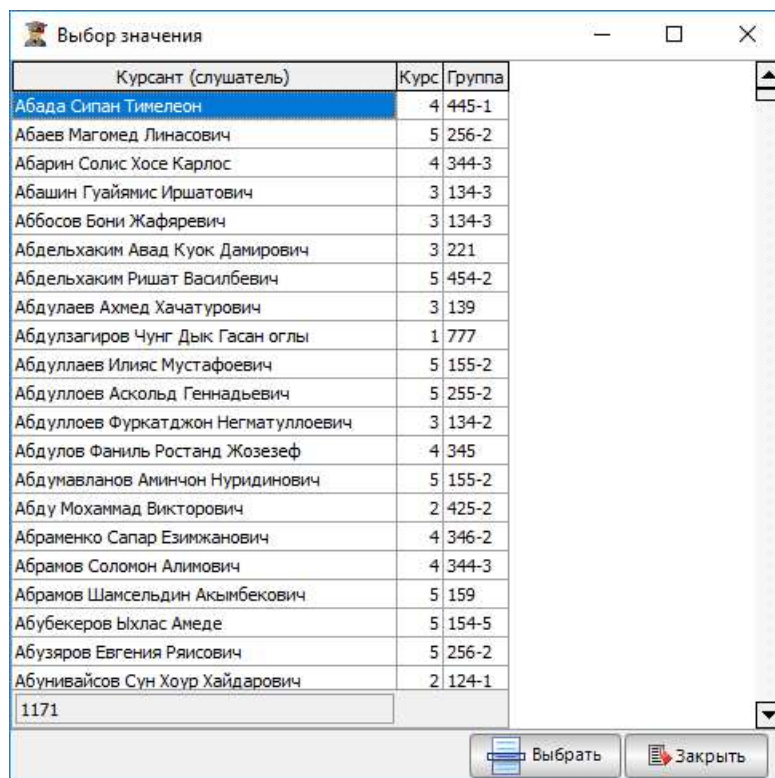 Выбор значения
Курсант (слушатель) Курс Группа
Абада Сипан Тимелеон 4 445-1
Абаев Магомед Линасович 5 256-2
Абарин Солис Хосе Карлос 4 344-3
Абашин Гуайямис Иршатович 3 134-3
Аббосов Бони Жафяревич 3 134-3
Абдельхаким Авад Куок Дамирович 3 221
Абдельхаким Ришат Василбевич 5 454-2
Абдулаев Ахмед Хачатурович 3 139
Абдулзагиров Чунг Дык Гасан оглы 1 777
Абдуллаев Илияс Мустафоевич 5 155-2
Абдуллоев Аскольд Геннадьевич 5 255-2
Абдуллоев Фуркатджон Негматуллоевич 3 134-2
Абдулов Фаниль Ростанд Жозезеф 4 345
Абдумавланов Аминчон Нуридинович 5 155-2
Абду Мохаммад Викторович 2 425-2
Абраменко Сапар Езимжанович 4 346-2
Абрамов Соломон Алимович 4 344-3
Абрамов Шамсельдин Акымбекович 5 159
Абубекеров Ыхлас Амеде 5 154-5
Абузяров Евгения Ряисович 5 256-2
Абунивайсов Сун Хоур Хайдарович 2 124-1
1171
Выбрать Закрыть